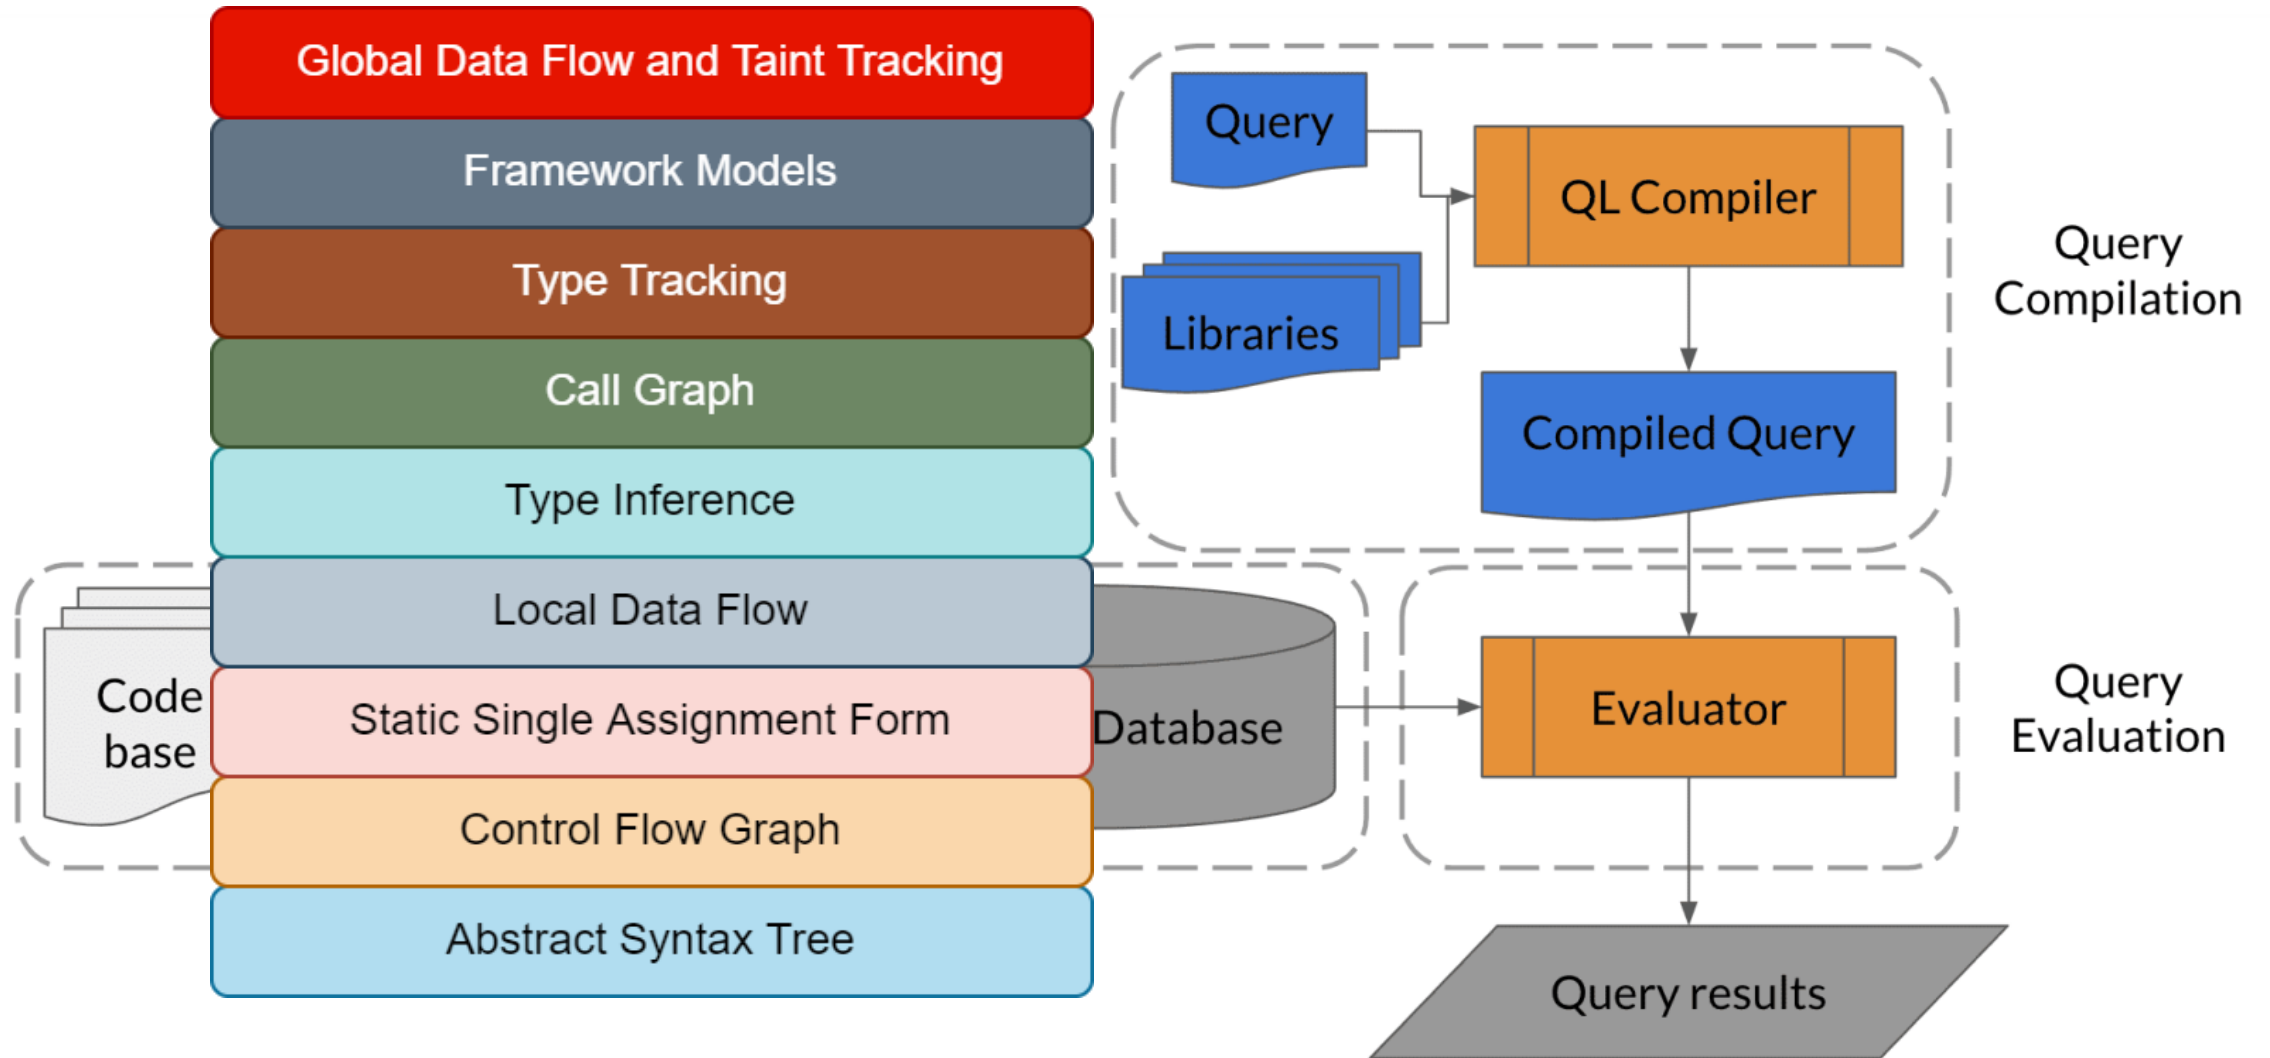 Global Data Flow and Taint Tracking
Framework Models
Type Tracking
Call Graph
Type Inference
Local Data Flow
Static Single Assignment Form
Control Flow Graph
Abstract Syntax Tree
Code
base
Database
Query
Libraries
QL Compiler
Compiled Query
Query
Compilation
Evaluator
Query
Evaluation
Query results